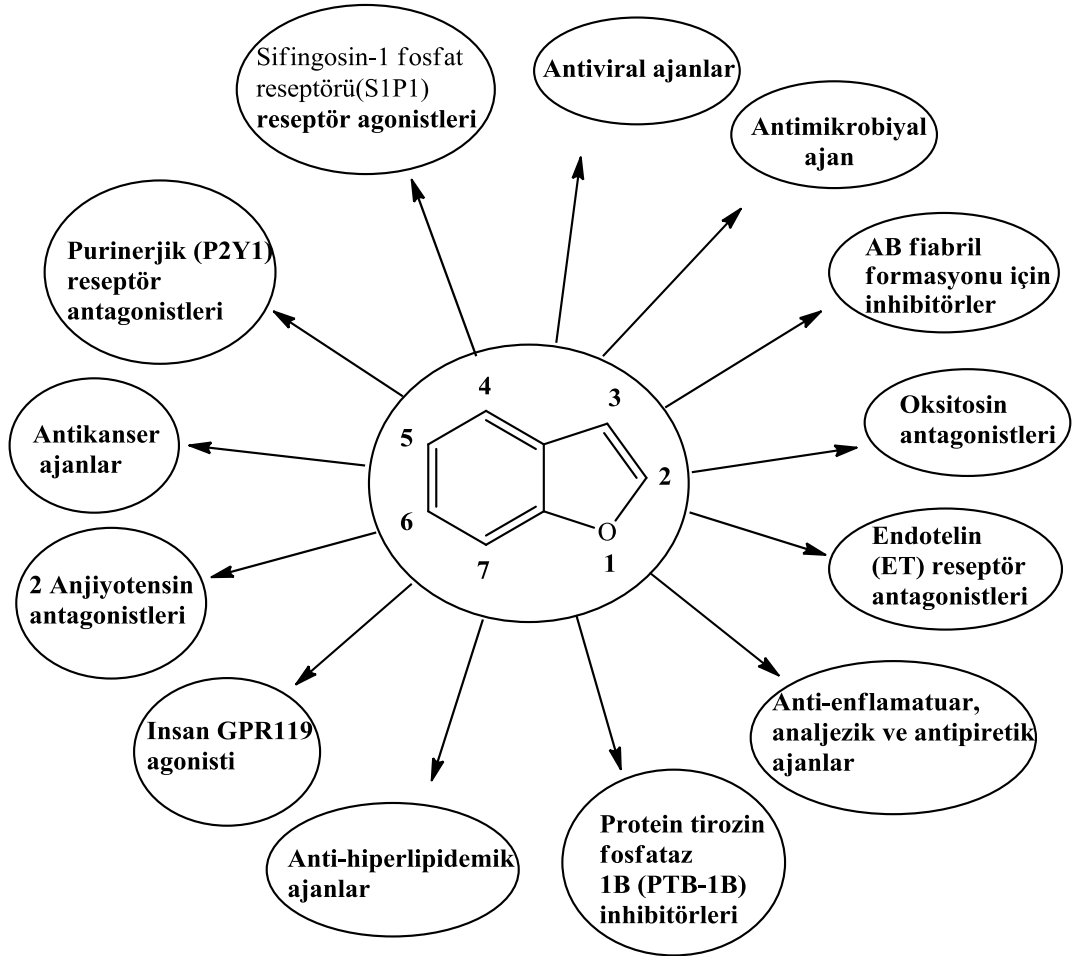 Sifingosin-1 fosfat
reseptörü(S1P1)
reseptör agonistleri
Antiviral ajanlar
Antimikrobiyal
ajan
AB fiabril
formasyonu için
inhibitörler
Oksitosin
antagonistleri
Endotelin
(ET) reseptör
antagonistleri
Anti-enflamatuar,
analjezik ve antipiretik
ajanlar
Protein tirozin
fosfataz
1B (PTB-1B)
inhibitörleri
Anti-hiperlipidemik
ajanlar
Insan GPR119
agonisti
2 Anjiyotensin
antagonistleri
Antikanser
ajanlar
Purinerjik (P2Y1)
reseptör
antagonistleri
4
3
5
2
6
O
7
1